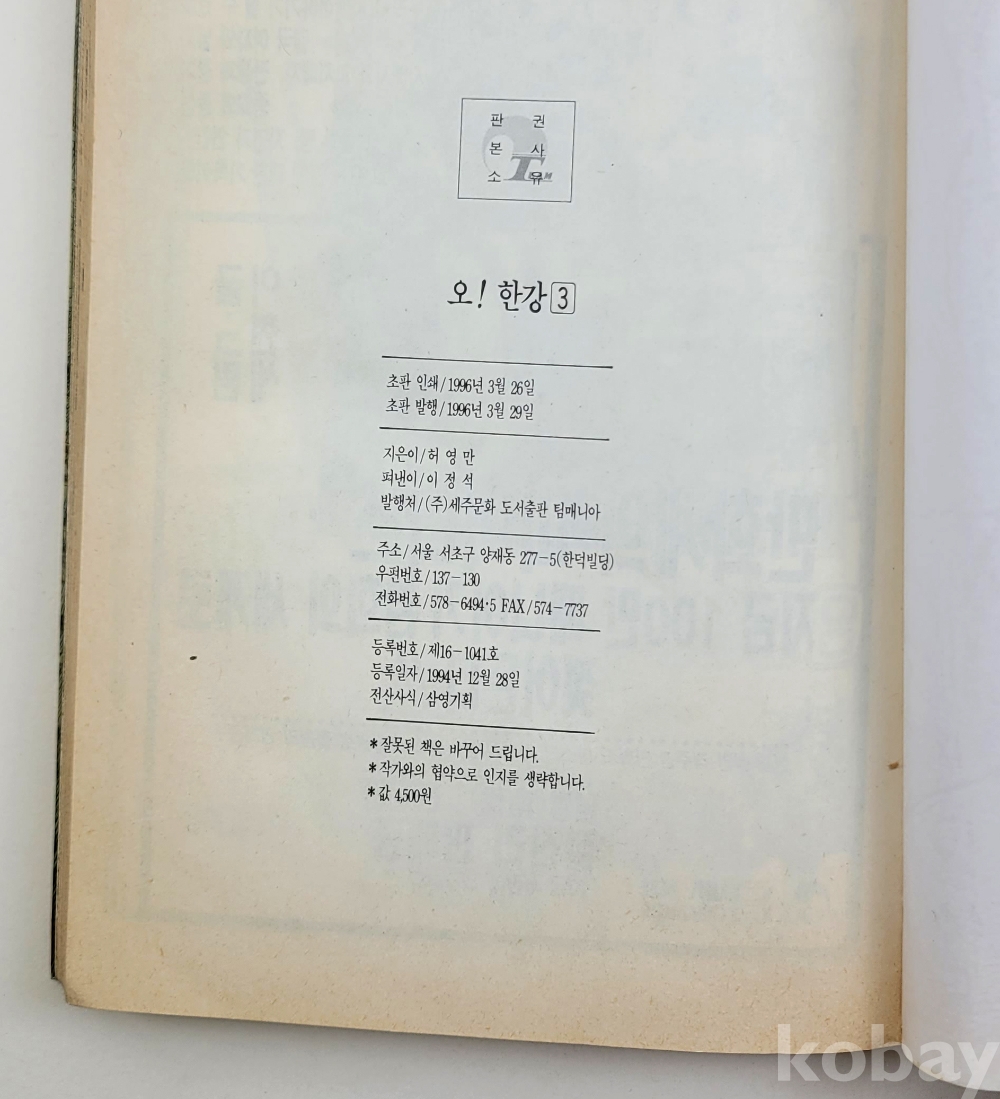 판 권
본 사
소 유
오! 한강 3
초판 인쇄/1996년 3월 26일
초판 발행/1996년 3월 29일
지은이/허 영 만
펴낸이/이 정 석
발행처/(주)세주문화 도서출판 팀매니아
주소/서울 서초구 양재동 277-5(한덕빌딩)
우편번호/137-130
전화번호/578-6494·5 FAX/574-7737
등록번호/제16-1041호
등록일자/1994년 12월 28일
전산사식/삼영기획
*잘못된 책은 바꾸어 드립니다.
*작가와의 협약으로 인지를 생략합니다.
*값 4,500원
kobay